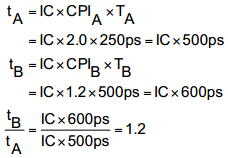 t_A = IC × CPI_A × T_A
= IC × 2.0 × 250ps = IC × 500ps
t_B = IC × CPI_B × T_B
= IC × 1.2 × 500ps = IC × 600ps
t_B / t_A = IC × 600ps / IC × 500ps = 1.2